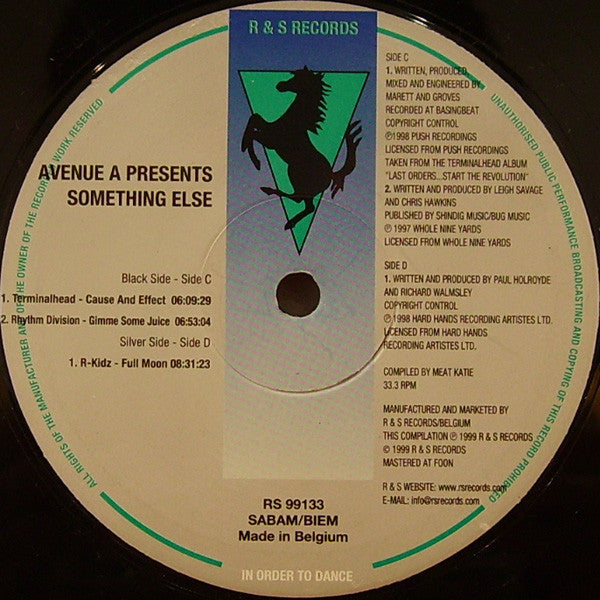 R & S RECORDS
AVENUE A PRESENTS
SOMETHING ELSE
Black Side - Side C
1. Terminalhead - Cause And Effect 06:09:29
2. Rhythm Division - Gimme Some Juice 06:53:04
Silver Side - Side D
1. R-Kidz - Full Moon 08:31:23
SIDE C
1. WRITTEN, PRODUCED,
MIXED AND ENGINEERED BY
MARETT AND GROVES
RECORDED AT BASINGBEAT
COPYRIGHT CONTROL
℗1998 PUSH RECORDINGS
LICENSED FROM PUSH RECORDINGS
TAKEN FROM THE TERMINALHEAD ALBUM
"LAST ORDERS...START THE REVOLUTION"
2. WRITTEN AND PRODUCED BY LEIGH SAVAGE
AND CHRIS HAWKINS
PUBLISHED BY SHINDIG MUSIC/BUG MUSIC
℗ 1997 WHOLE NINE YARDS
LICENSED FROM WHOLE NINE YARDS
SIDE D
1. WRITTEN AND PRODUCED BY PAUL HOLROYDE
AND RICHARD WALMSLEY
COPYRIGHT CONTROL
℗ 1998 HARD HANDS RECORDING ARTISTES LTD.
LICENSED FROM HARD HANDS
RECORDING ARTISTES LTD.
COMPILED BY MEAT KATIE
33.3 RPM
MANUFACTURED AND MARKETED BY
R & S RECORDS/BELGIUM
THIS COMPILATION ℗ 1999 R & S RECORDS
© 1999 R & S RECORDS
MASTERED AT FOON
R & S WEBSITE: www.rsrecords.com
E-MAIL: info@rsrecords.com
RS 99133
SABAM/BIEM
Made in Belgium
IN ORDER TO DANCE
ALL RIGHTS OF THE MANUFACTURER AND OF THE OWNER OF THE RECORDED WORK RESERVED
UNAUTHORISED PUBLIC PERFORMANCE BROADCASTING AND COPYING OF THIS RECORD PROHIBITED